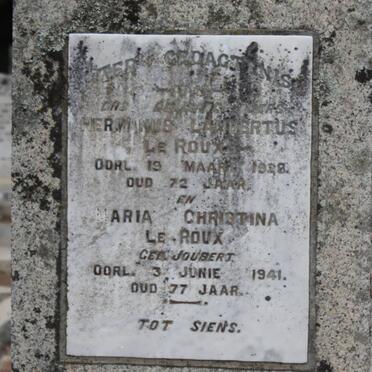 TER GEDAGTENIS
ONS
HERMANUS LAMBERTUS
LE ROUX
OORL. 19 MAART
OUD 72 JAAR.
EN
MARIA CHRISTINA
LE ROUX
GEB. JOUBERT.
OORL. 3 JUNIE 1941.
OUD 77 JAAR.
TOT SIENS.